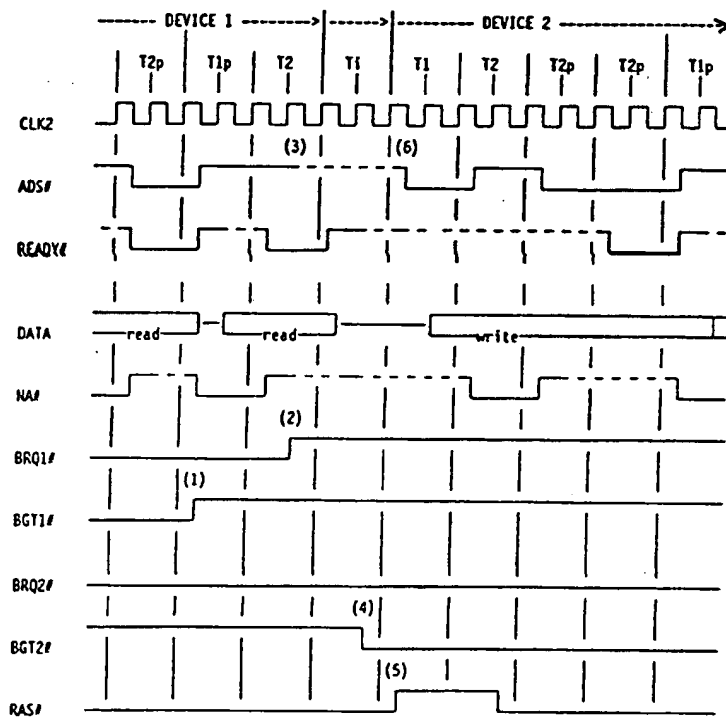 DEVICE 1 DEVICE 2
T2p T1p T2 Ti T1 T2 T2p T2p T1p
CLK2
(3) (6)
ADS#
READY#
DATA read read write
NA#
(2)
BRQ1#
(1)
BGT1#
BRQ2#
(4)
BGT2#
(5)
RAS#